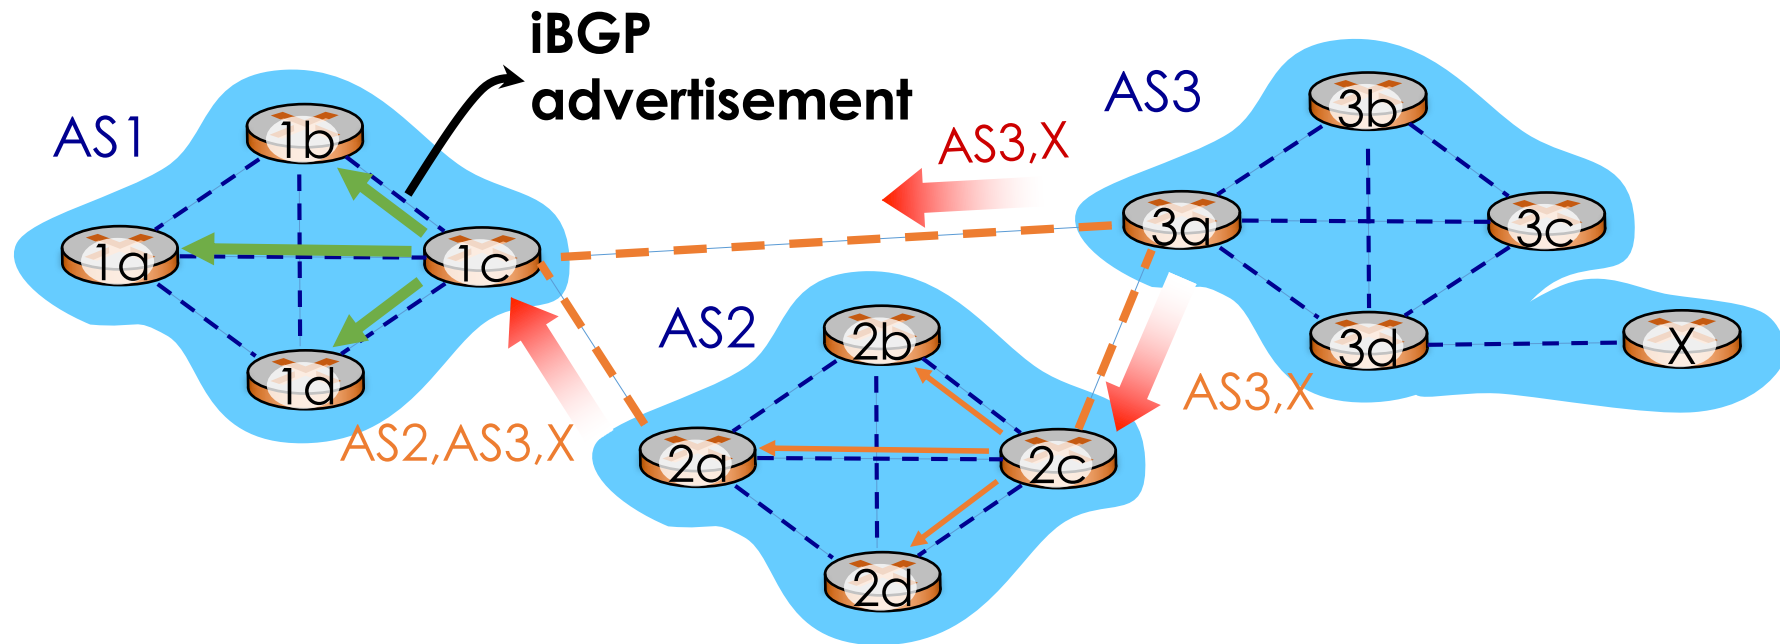 iBGP
advertisement
AS1
1b
1a
1c
1d
AS3,X
AS3
3b
3a
3c
3d
X
AS2
2b
2a
2c
2d
AS2,AS3,X
AS3,X